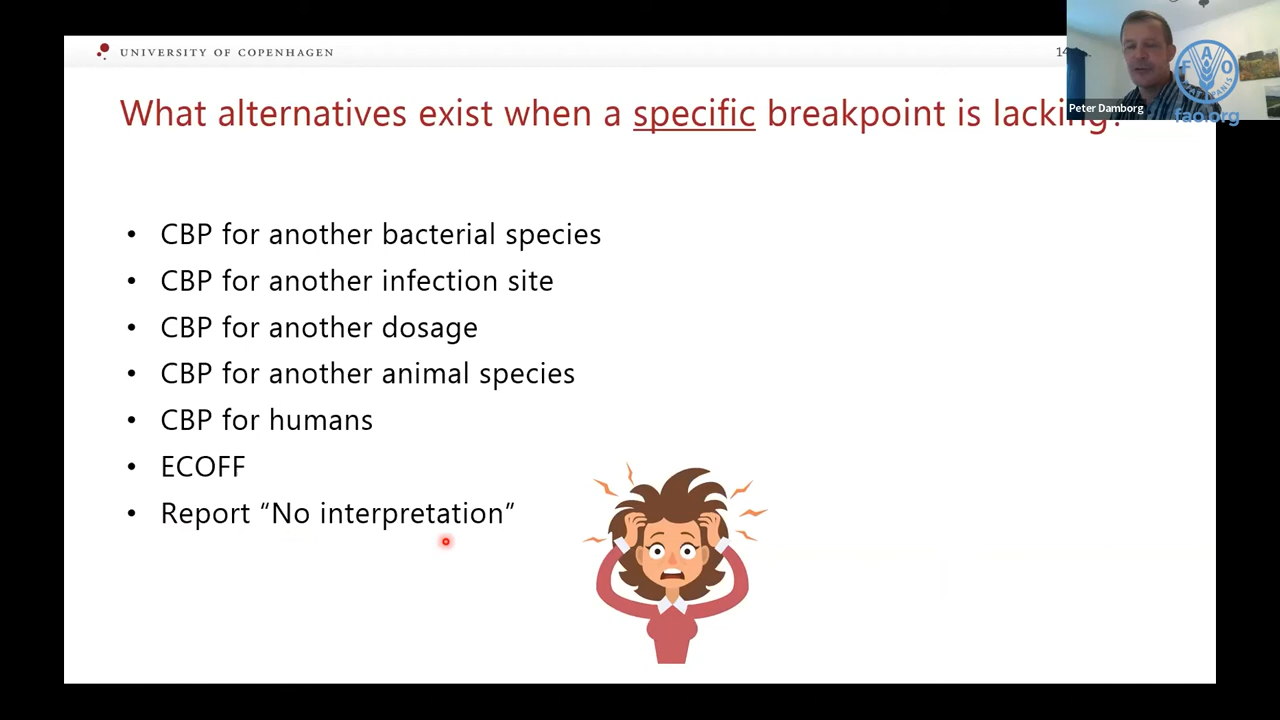 UNIVERSITY OF COPENHAGEN
Peter Damborg
F A O
fao.org
What alternatives exist when a specific breakpoint is lacking?
• CBP for another bacterial species
• CBP for another infection site
• CBP for another dosage
• CBP for another animal species
• CBP for humans
• ECOFF
• Report “No interpretation”